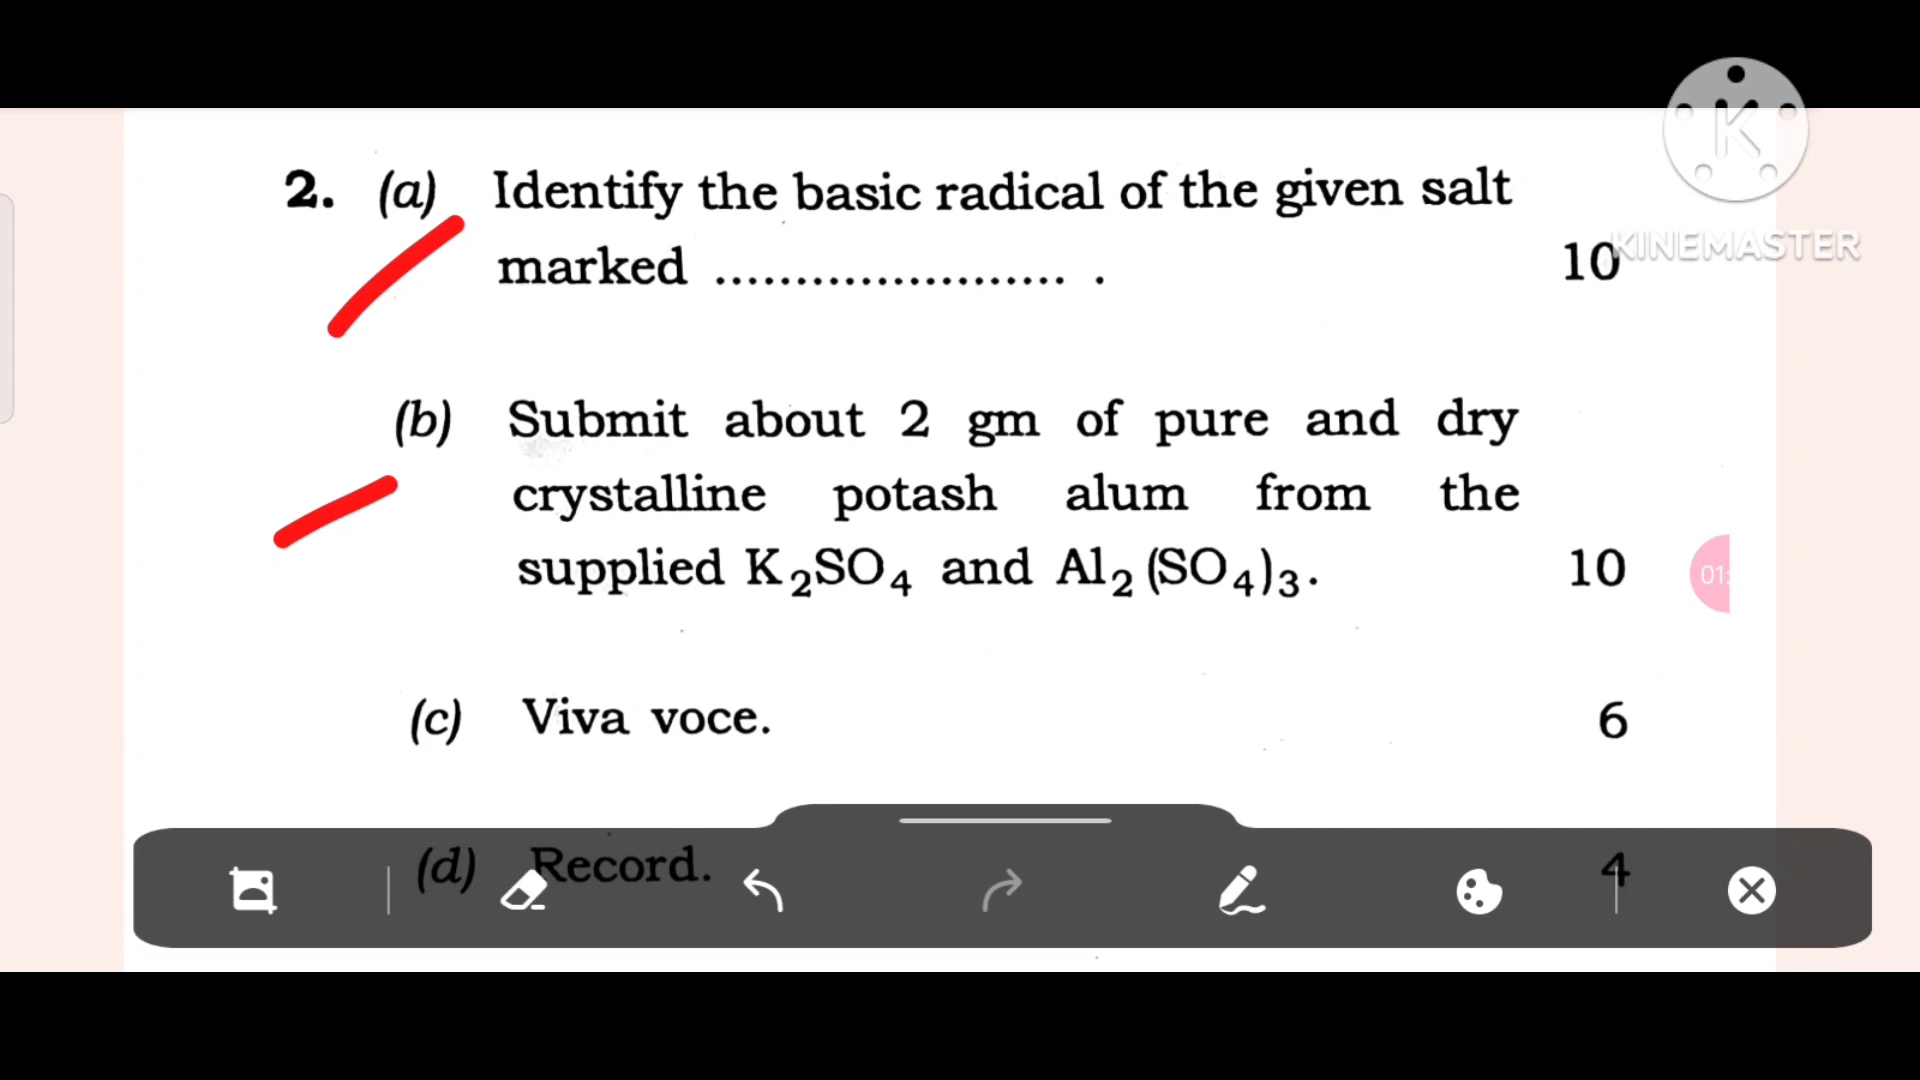 2. (a) Identify the basic radical of the given salt
marked ...................... . 10
(b) Submit about 2 gm of pure and dry
crystalline potash alum from the
supplied K₂SO₄ and Al₂(SO₄)₃. 10
(c) Viva voce. 6
(d) Record. 4
K
KINEMASTER
01: